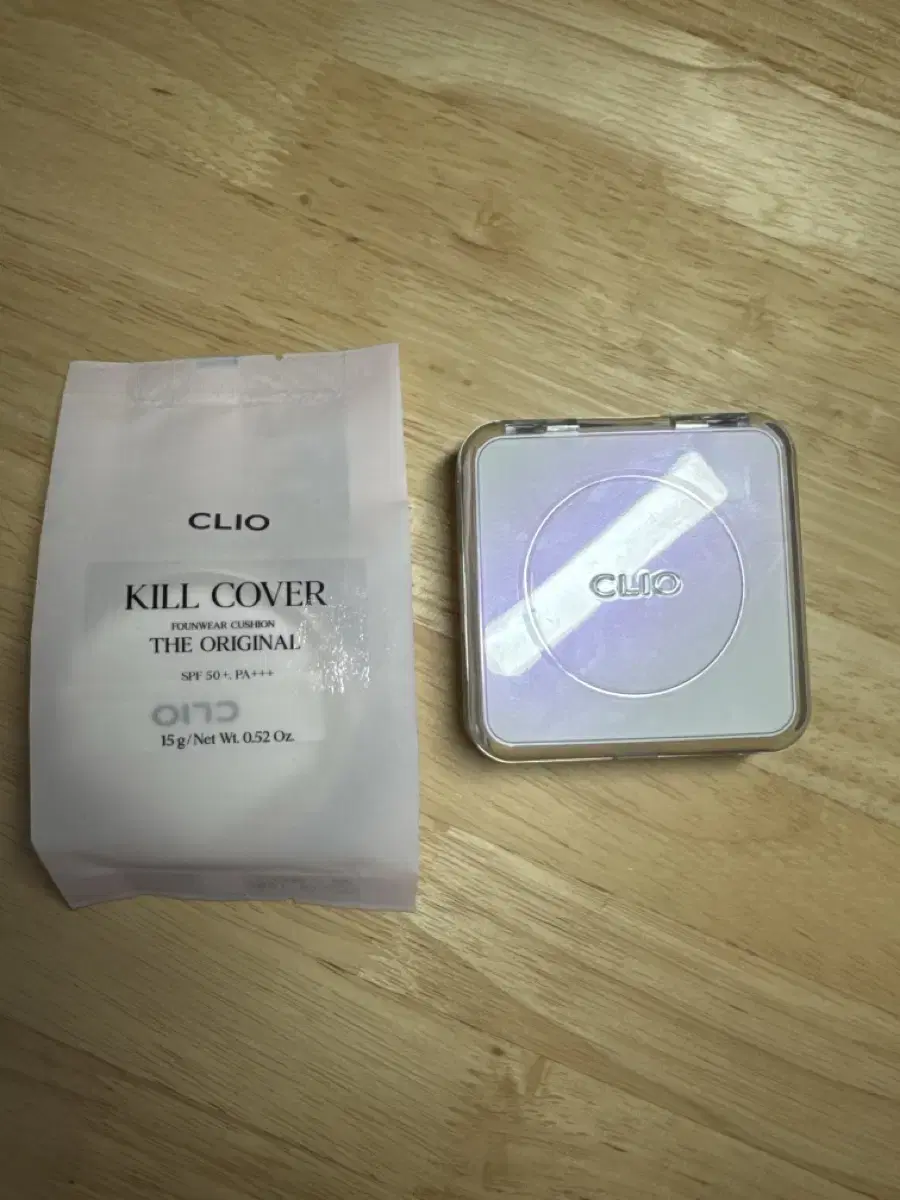 CLIO
KILL COVER
FOUNWEAR CUSHION
THE ORIGINAL
SPF 50+, PA+++
CLIO
15 g/Net Wt. 0.52 Oz.
CLIO